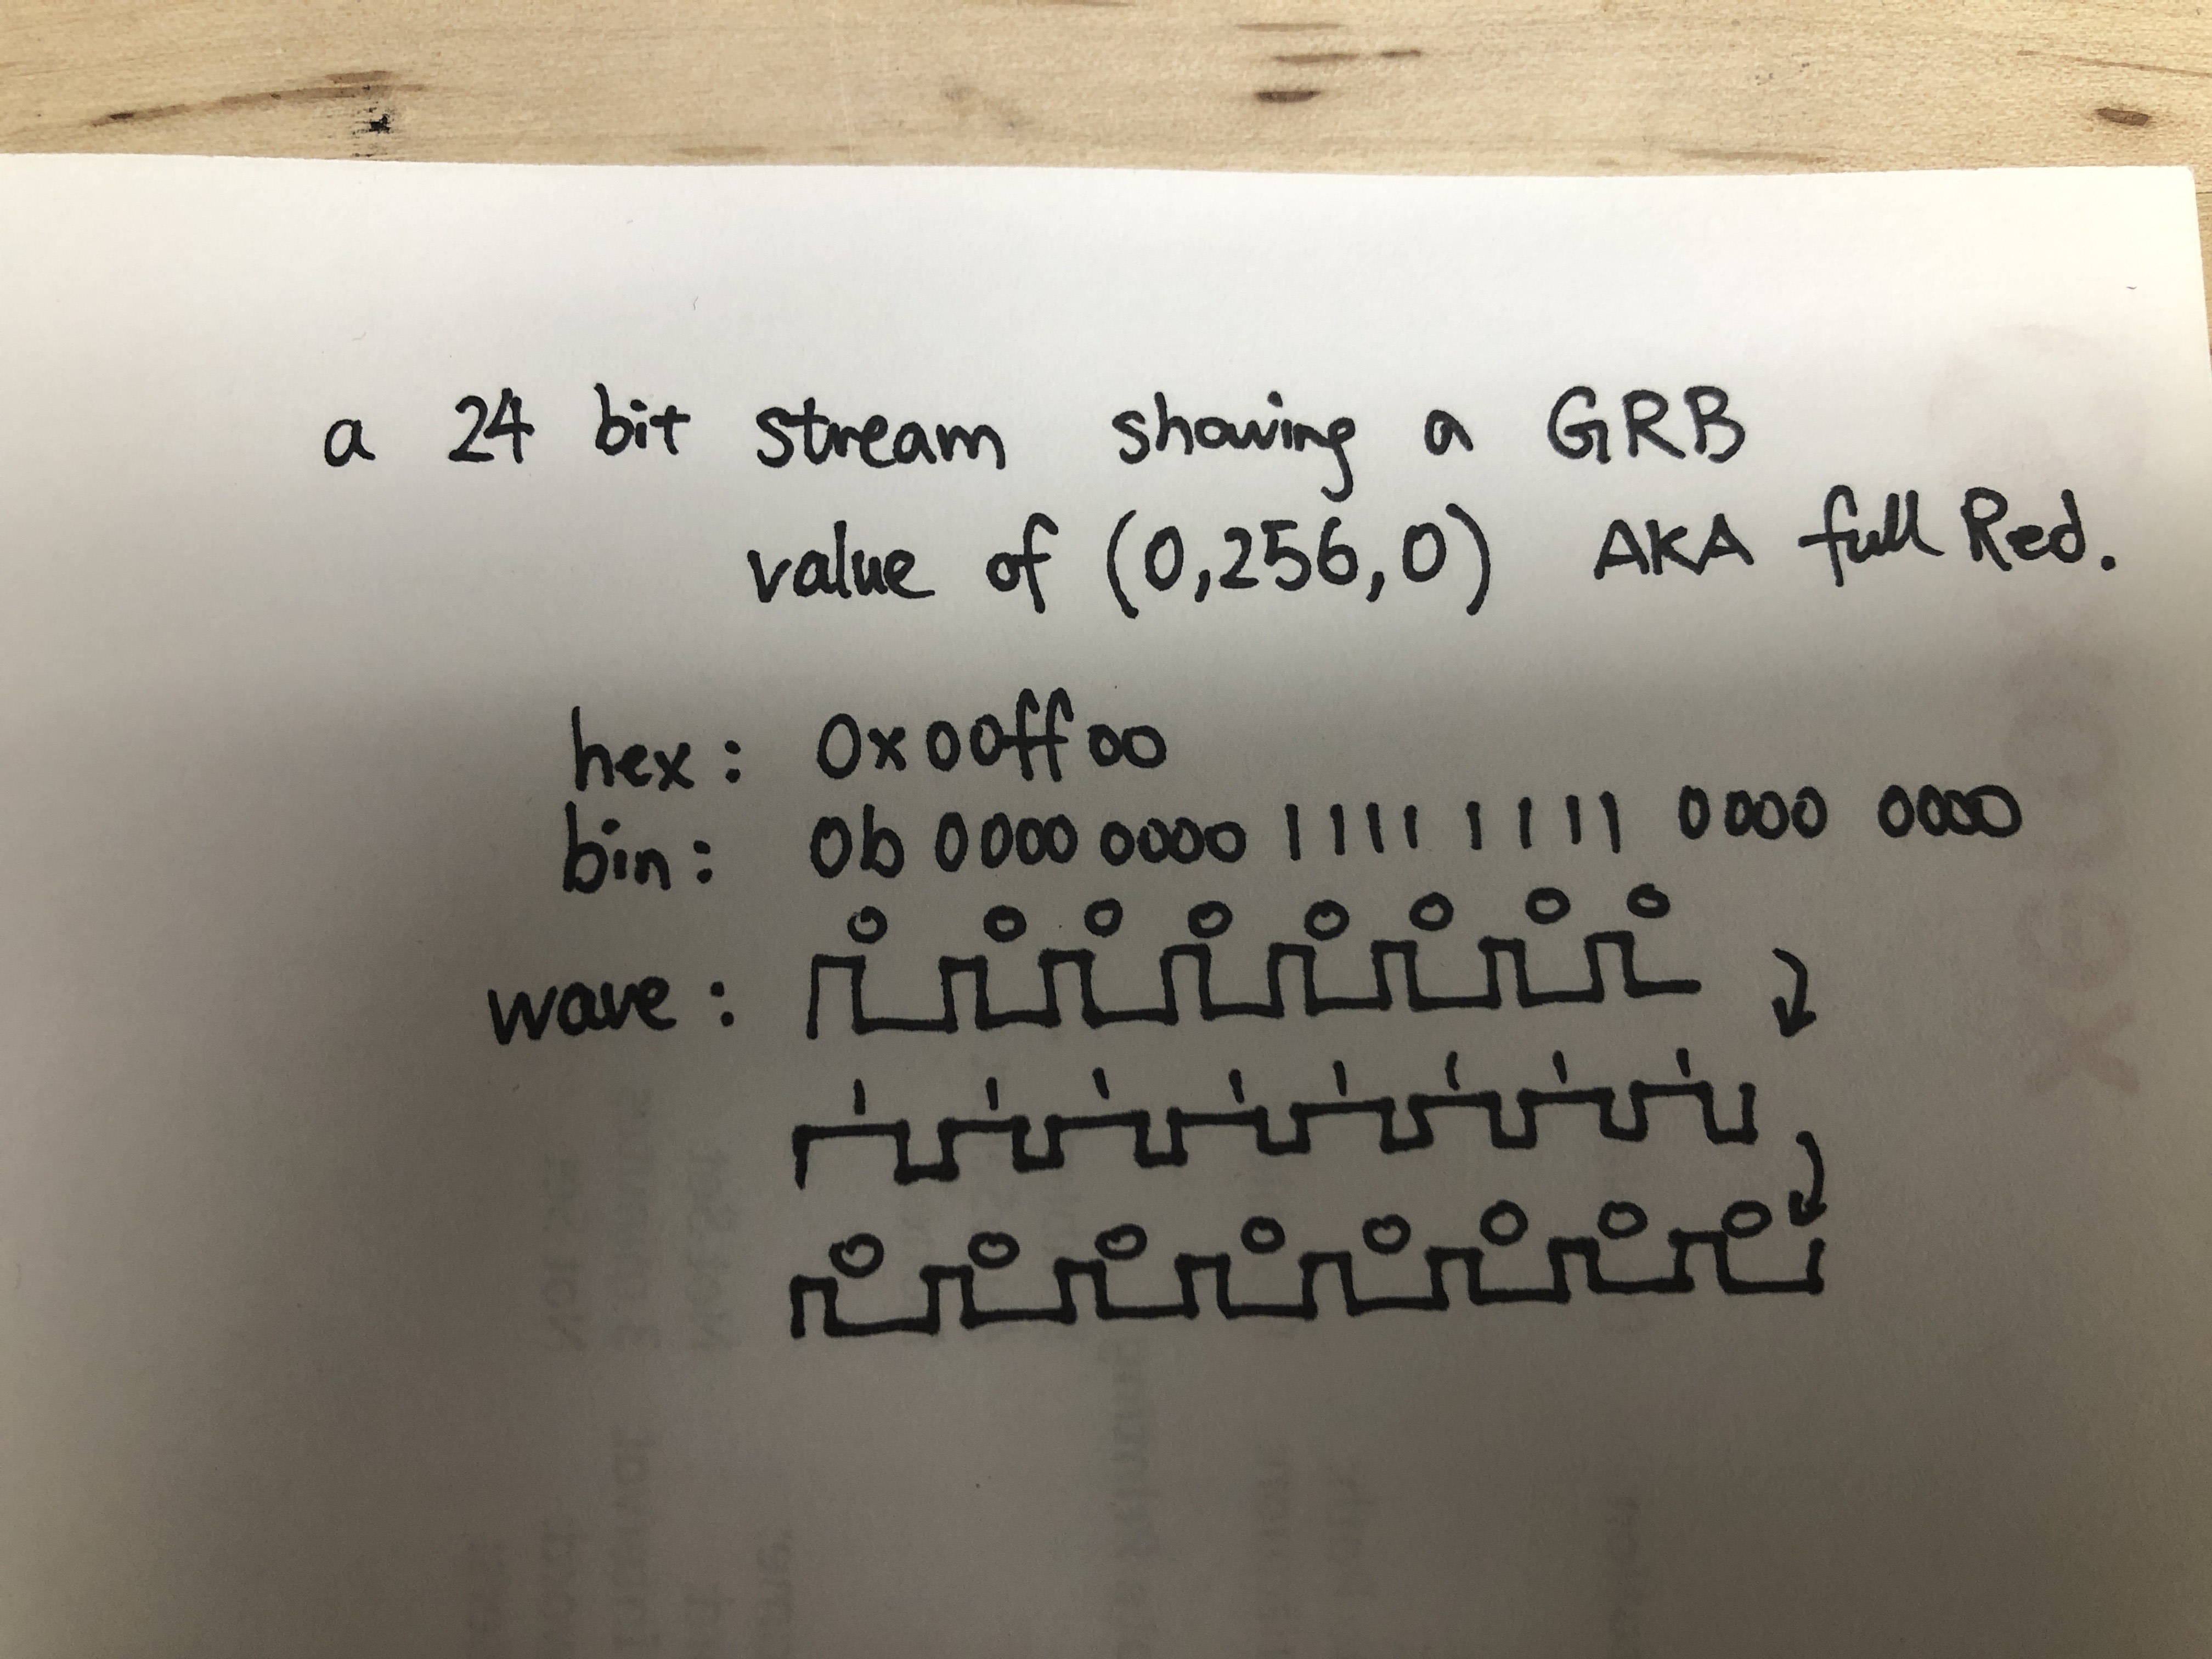 a 24 bit stream showing a GRB
value of (0,256,0) AKA full Red.
hex: 0x00ff00
bin: 0b 0000 0000 1111 1111 0000 0000
0 0 0 0 0 0 0 0
wave:
1 1 1 1 1 1 1 1
0 0 0 0 0 0 0 0